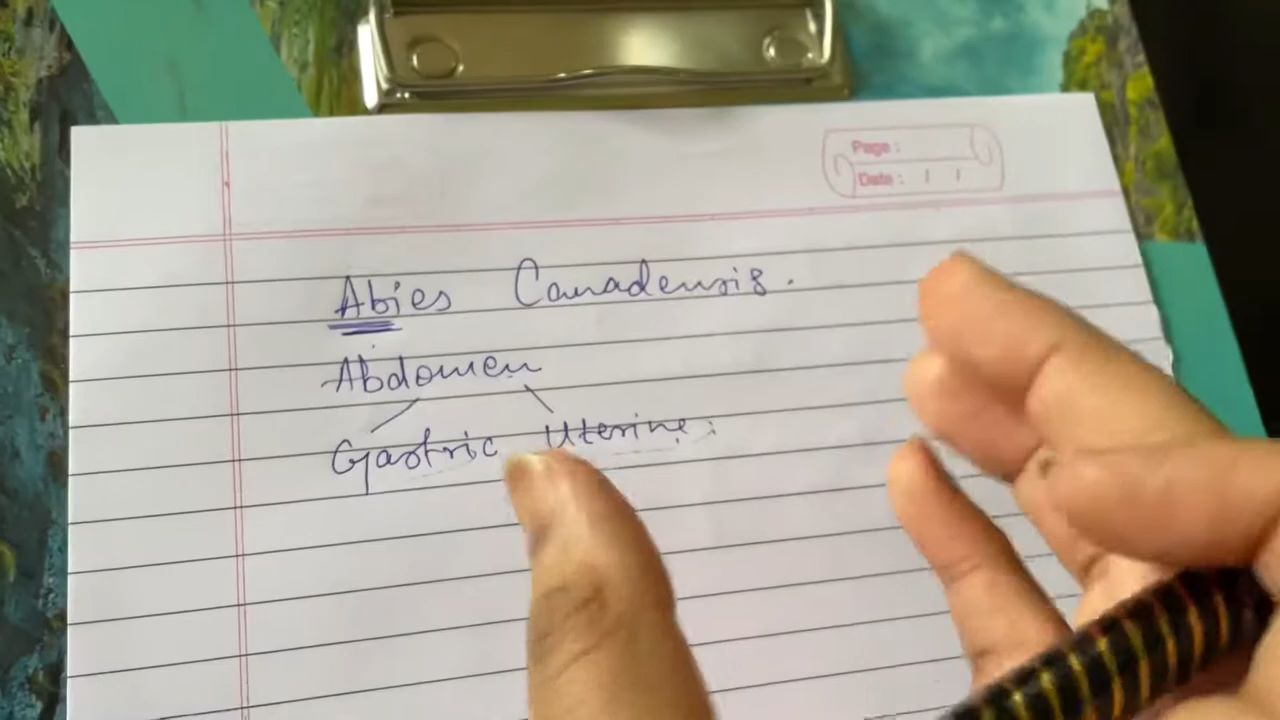 Page :
Date :
Abies Canadensis.
Abdomen
Gastric Uterine.